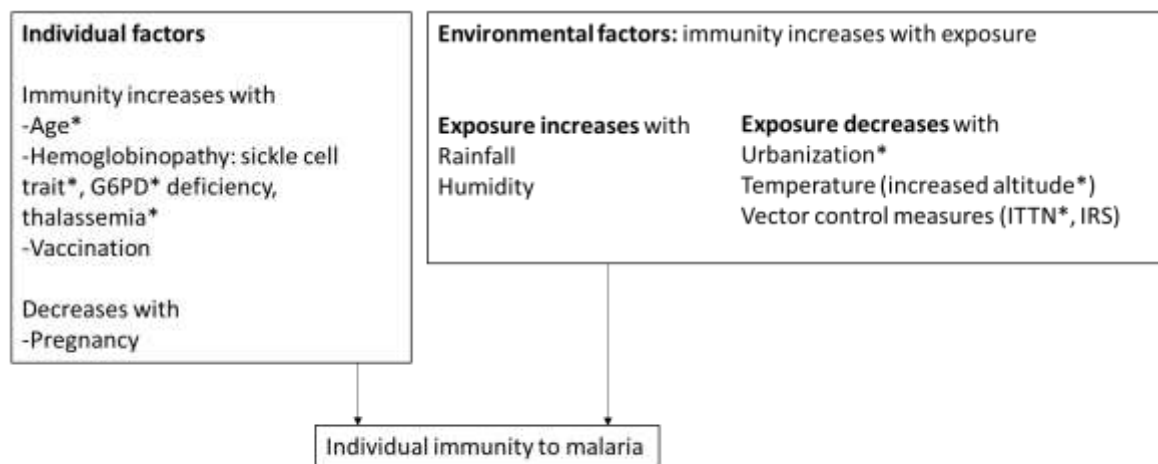 Individual factors
Immunity increases with
-Age*
-Hemoglobinopathy: sickle cell
trait*, G6PD* deficiency,
thalassemia*
-Vaccination
Decreases with
-Pregnancy
Environmental factors: immunity increases with exposure
Exposure increases with
Rainfall
Humidity
Exposure decreases with
Urbanization*
Temperature (increased altitude*)
Vector control measures (ITTN*, IRS)
Individual immunity to malaria